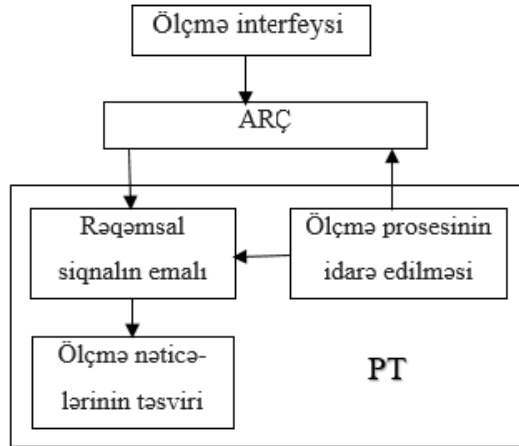 Ölçmə interfeysi
ARÇ
Rəqəmsal
siqnalın emalı
Ölçmə prosesinin
idarə edilməsi
Ölçmə nəticə-
lərinin təsviri
PT